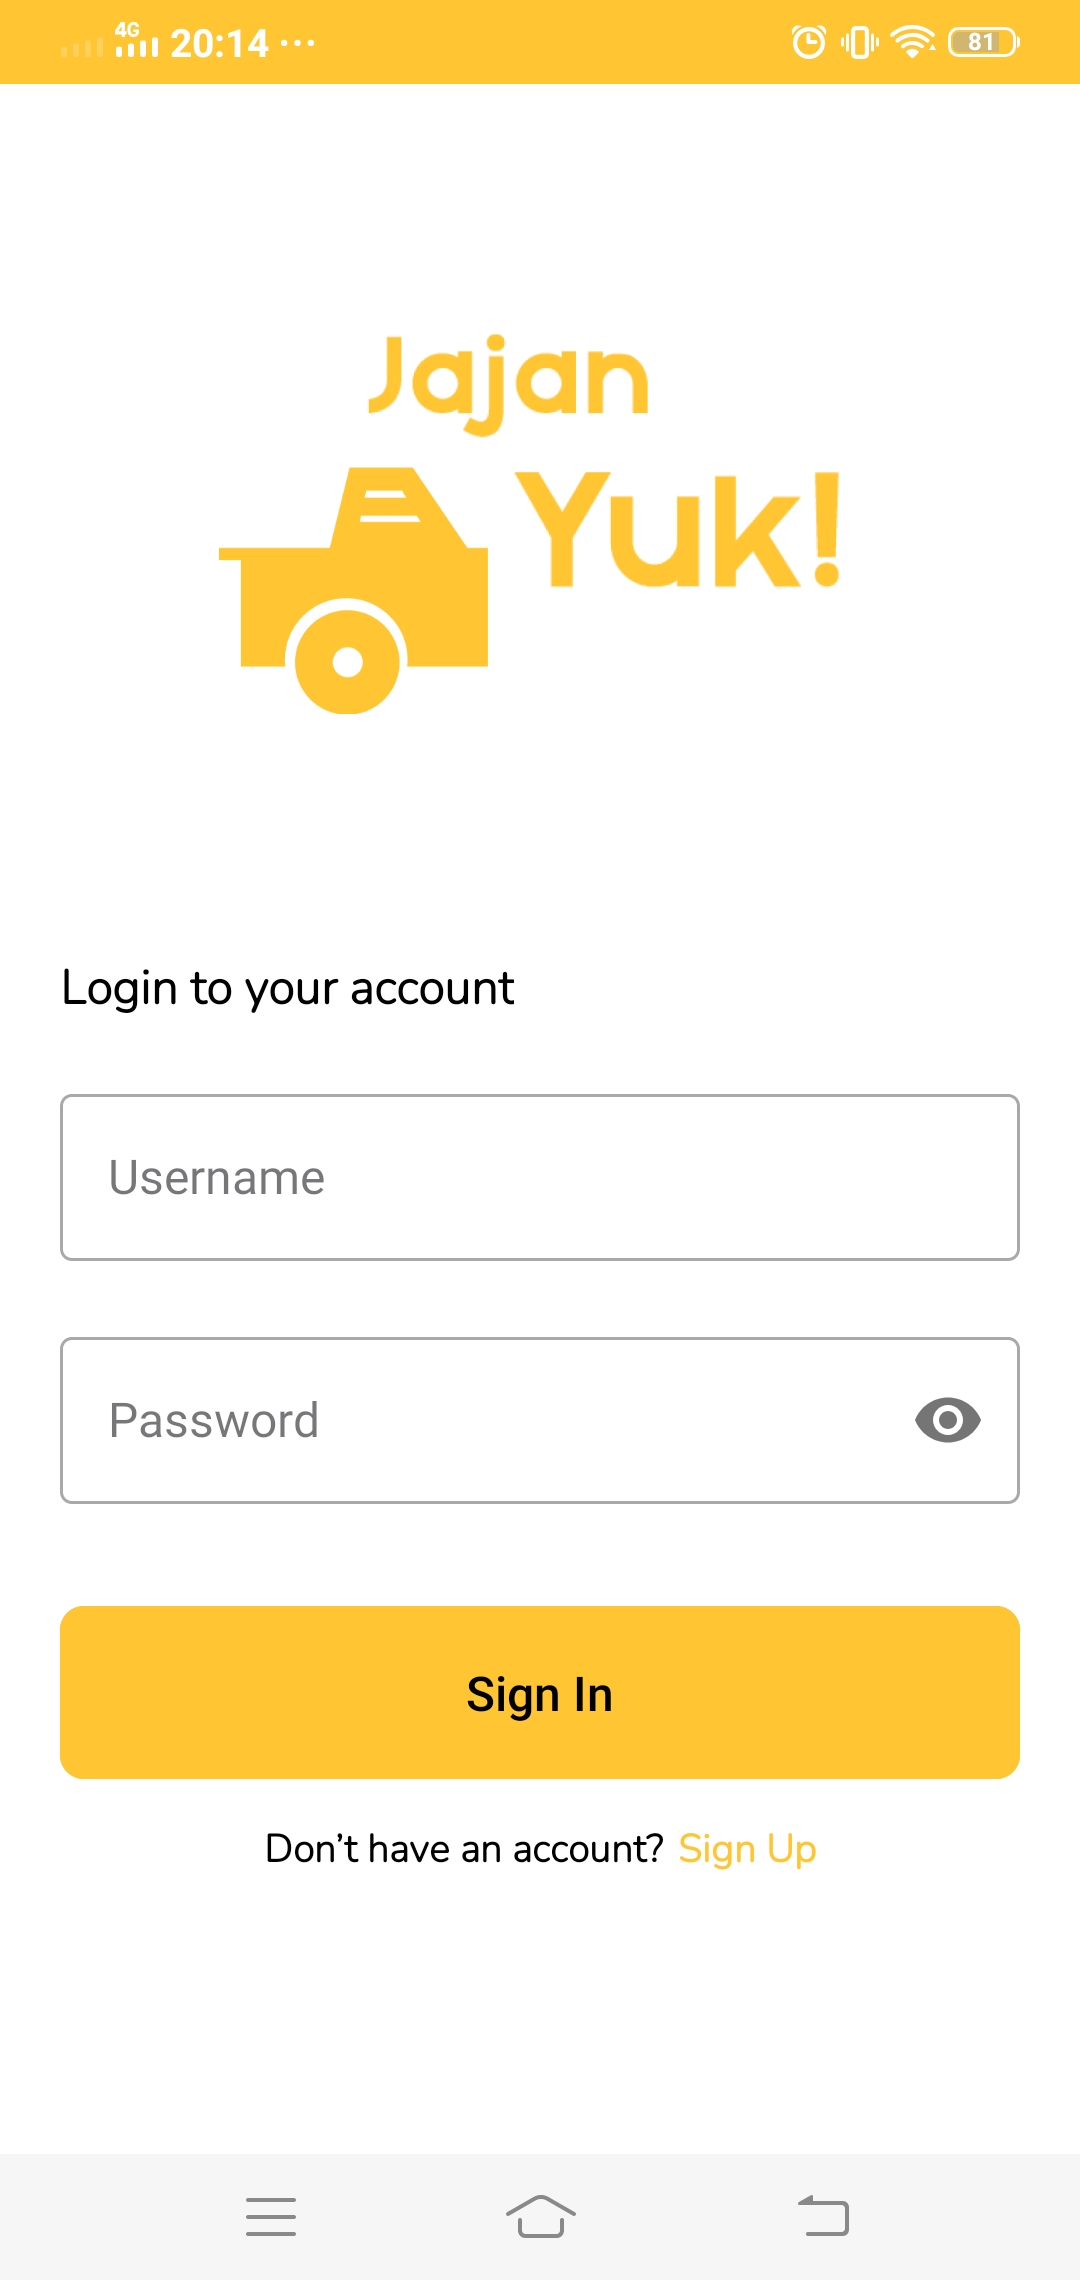 4G
20:14 ...
81
Jajan
Yuk!
Login to your account
Username
Password
Sign In
Don’t have an account? Sign Up